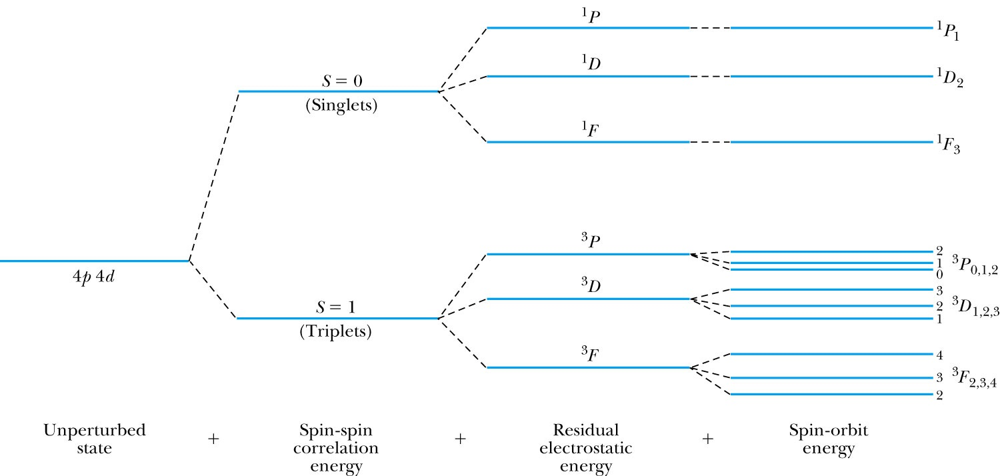 ¹P
¹P₁
¹D
¹D₂
S = 0
(Singlets)
¹F
¹F₃
4p 4d
³P
2
1
0
³P₀,₁,₂
³D
3
2
1
³D₁,₂,₃
S = 1
(Triplets)
³F
4
3
2
³F₂,₃,₄
Unperturbed
state
+
Spin-spin
correlation
energy
+
Residual
electrostatic
energy
+
Spin-orbit
energy